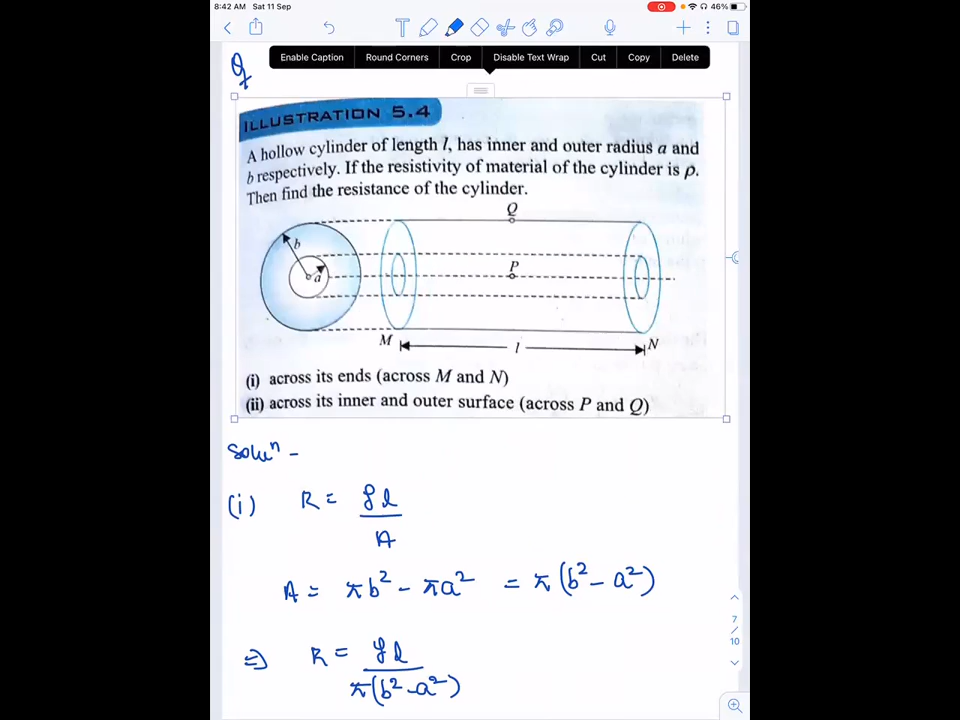 8:42 AM Sat 11 Sep
46%
Enable Caption Round Corners Crop Disable Text Wrap Cut Copy Delete
Q
ILLUSTRATION 5.4
A hollow cylinder of length l, has inner and outer radius a and
b respectively. If the resistivity of material of the cylinder is ρ.
Then find the resistance of the cylinder.
Q
b
P
a
M
l
N
(i) across its ends (across M and N)
(ii) across its inner and outer surface (across P and Q)
Soluⁿ -
(i) R = ρl
A
A = πb² - πa² = π(b² - a²)
⇒ R = ρl
π(b² - a²)
7
/
10